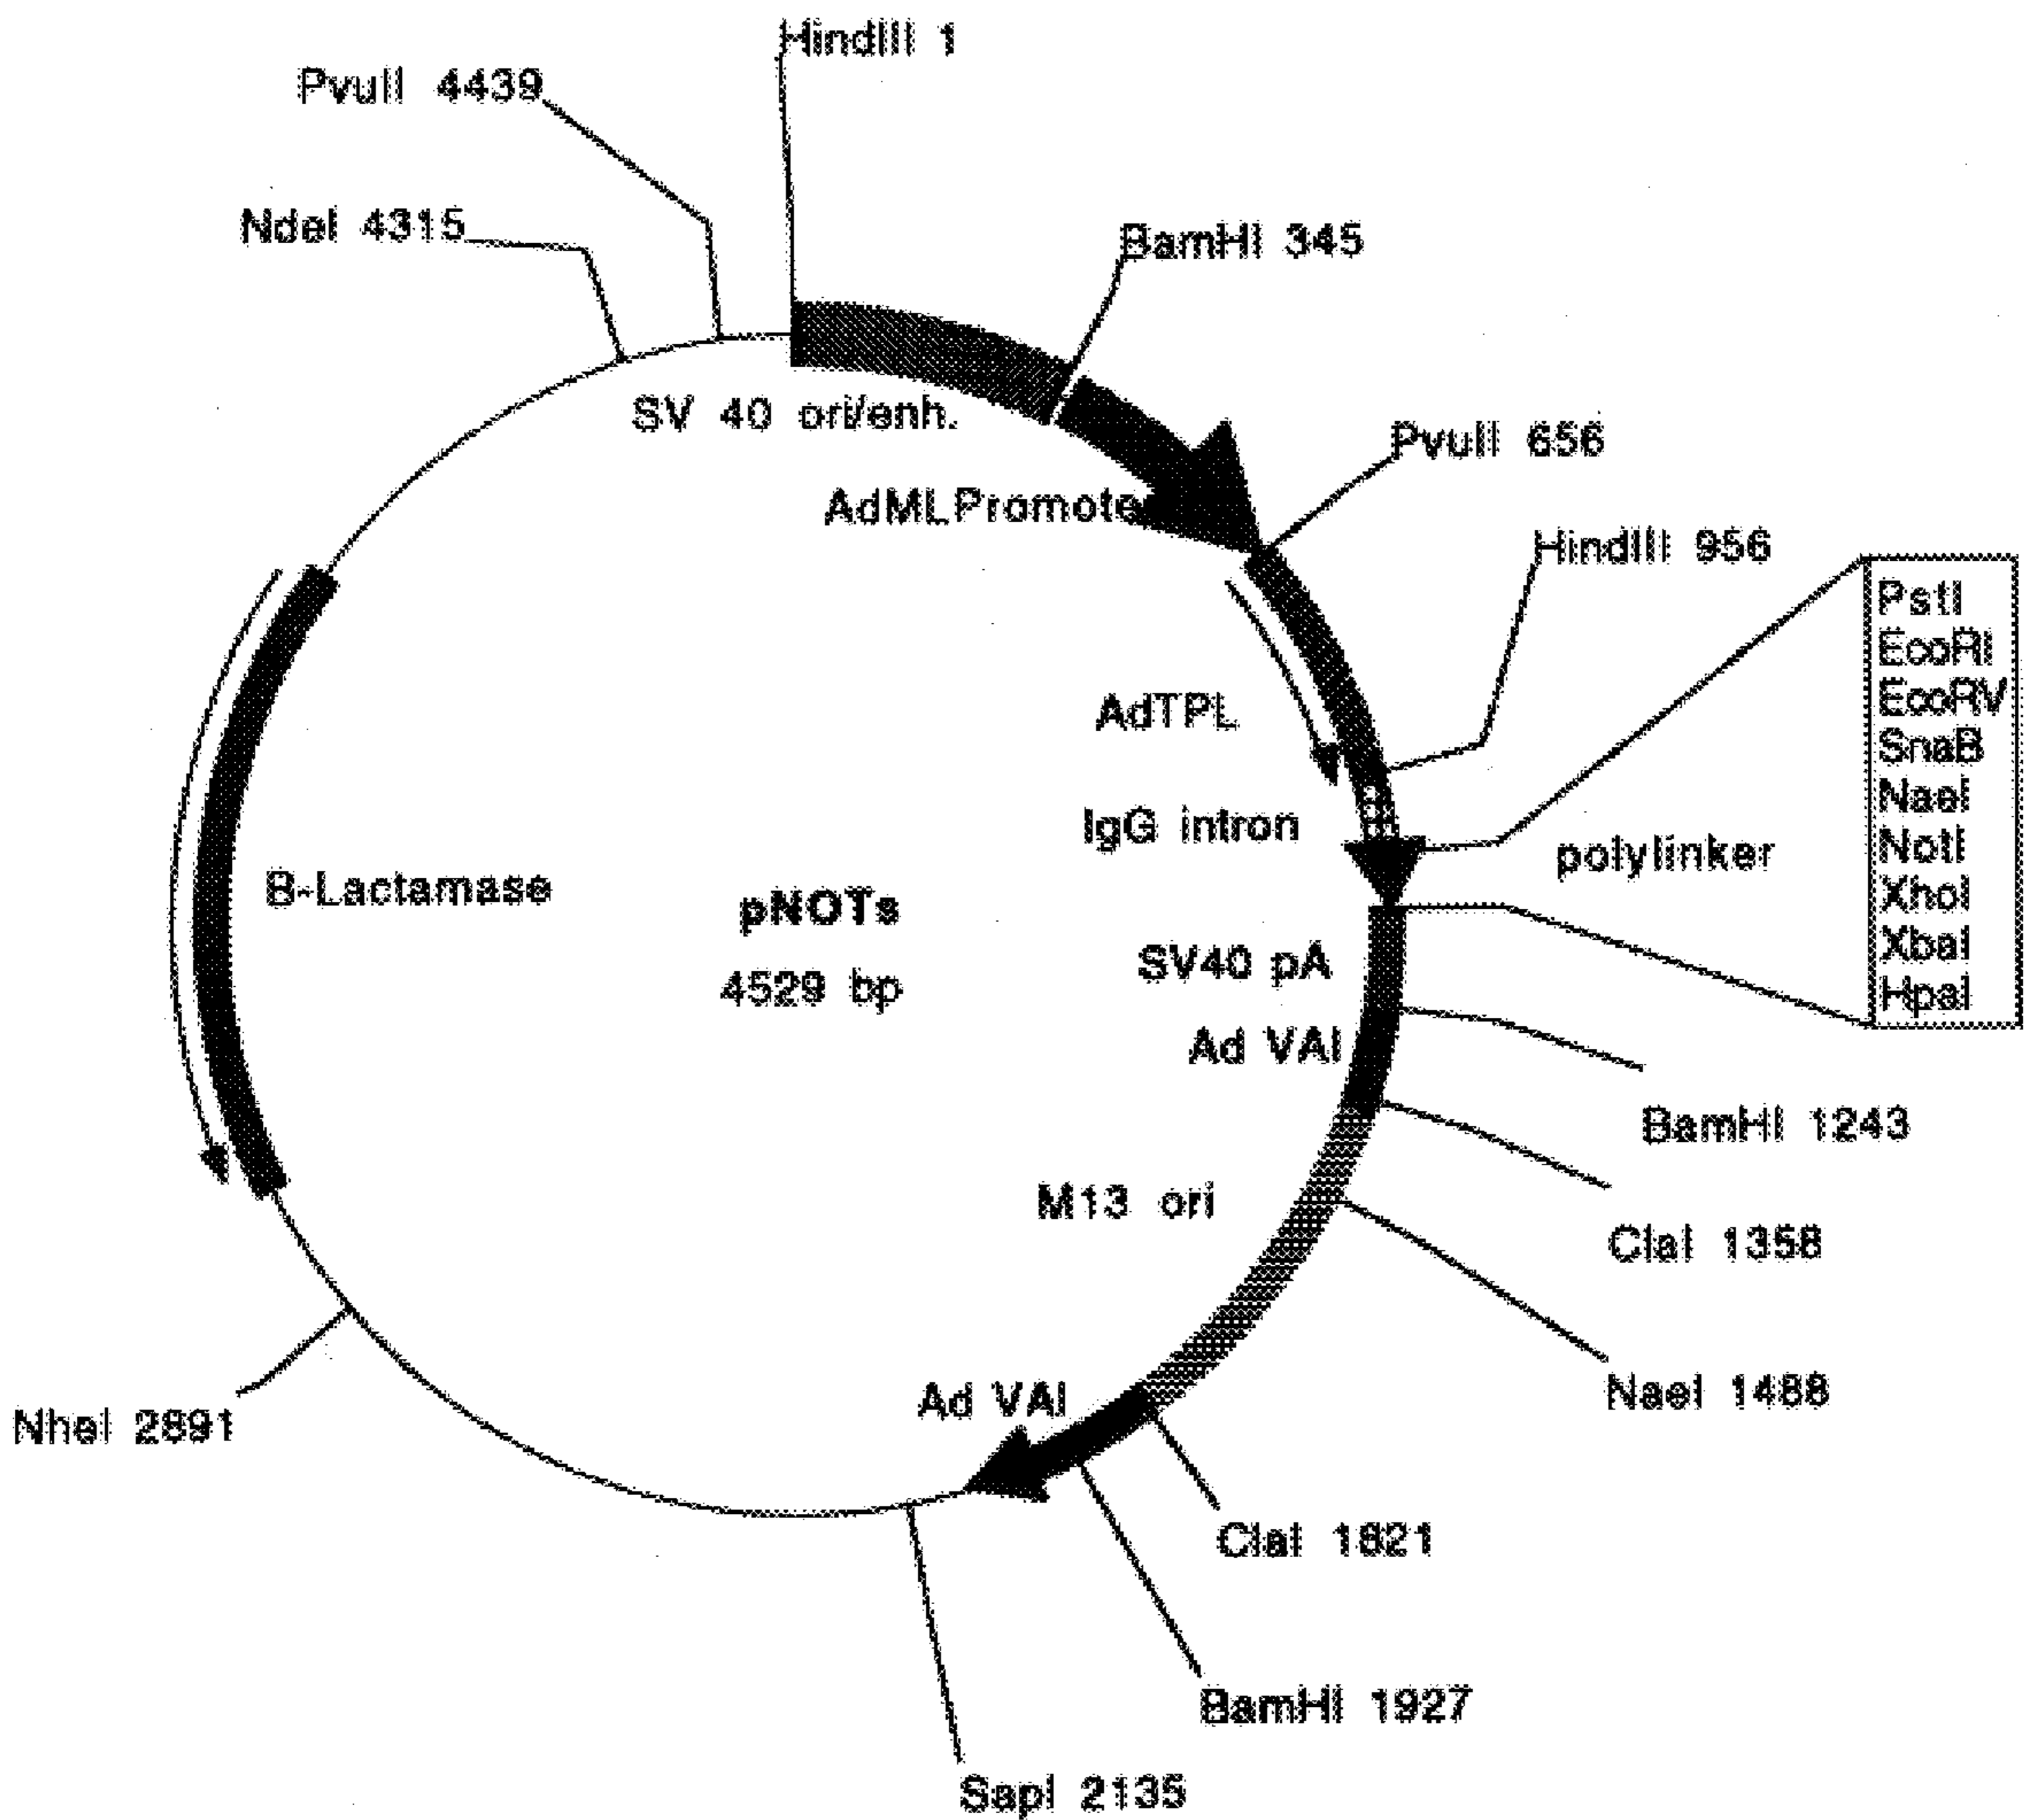 HindIII 1
PvuII 4439
NdeI 4315
BamHI 345
SV 40 ori/enh.
PvuII 656
AdMLPromoter
HindIII 956
PstI
EcoRI
EcoRV
SnaB
NaeI
NotI
XhoI
XbaI
HpaI
AdTPL
IgG intron
polylinker
B-Lactamase
pNOTs
4529 bp
SV40 pA
Ad VAI
BamHI 1243
M13 ori
ClaI 1358
NaeI 1488
Ad VAI
NheI 2891
ClaI 1821
BamHI 1927
SapI 2135